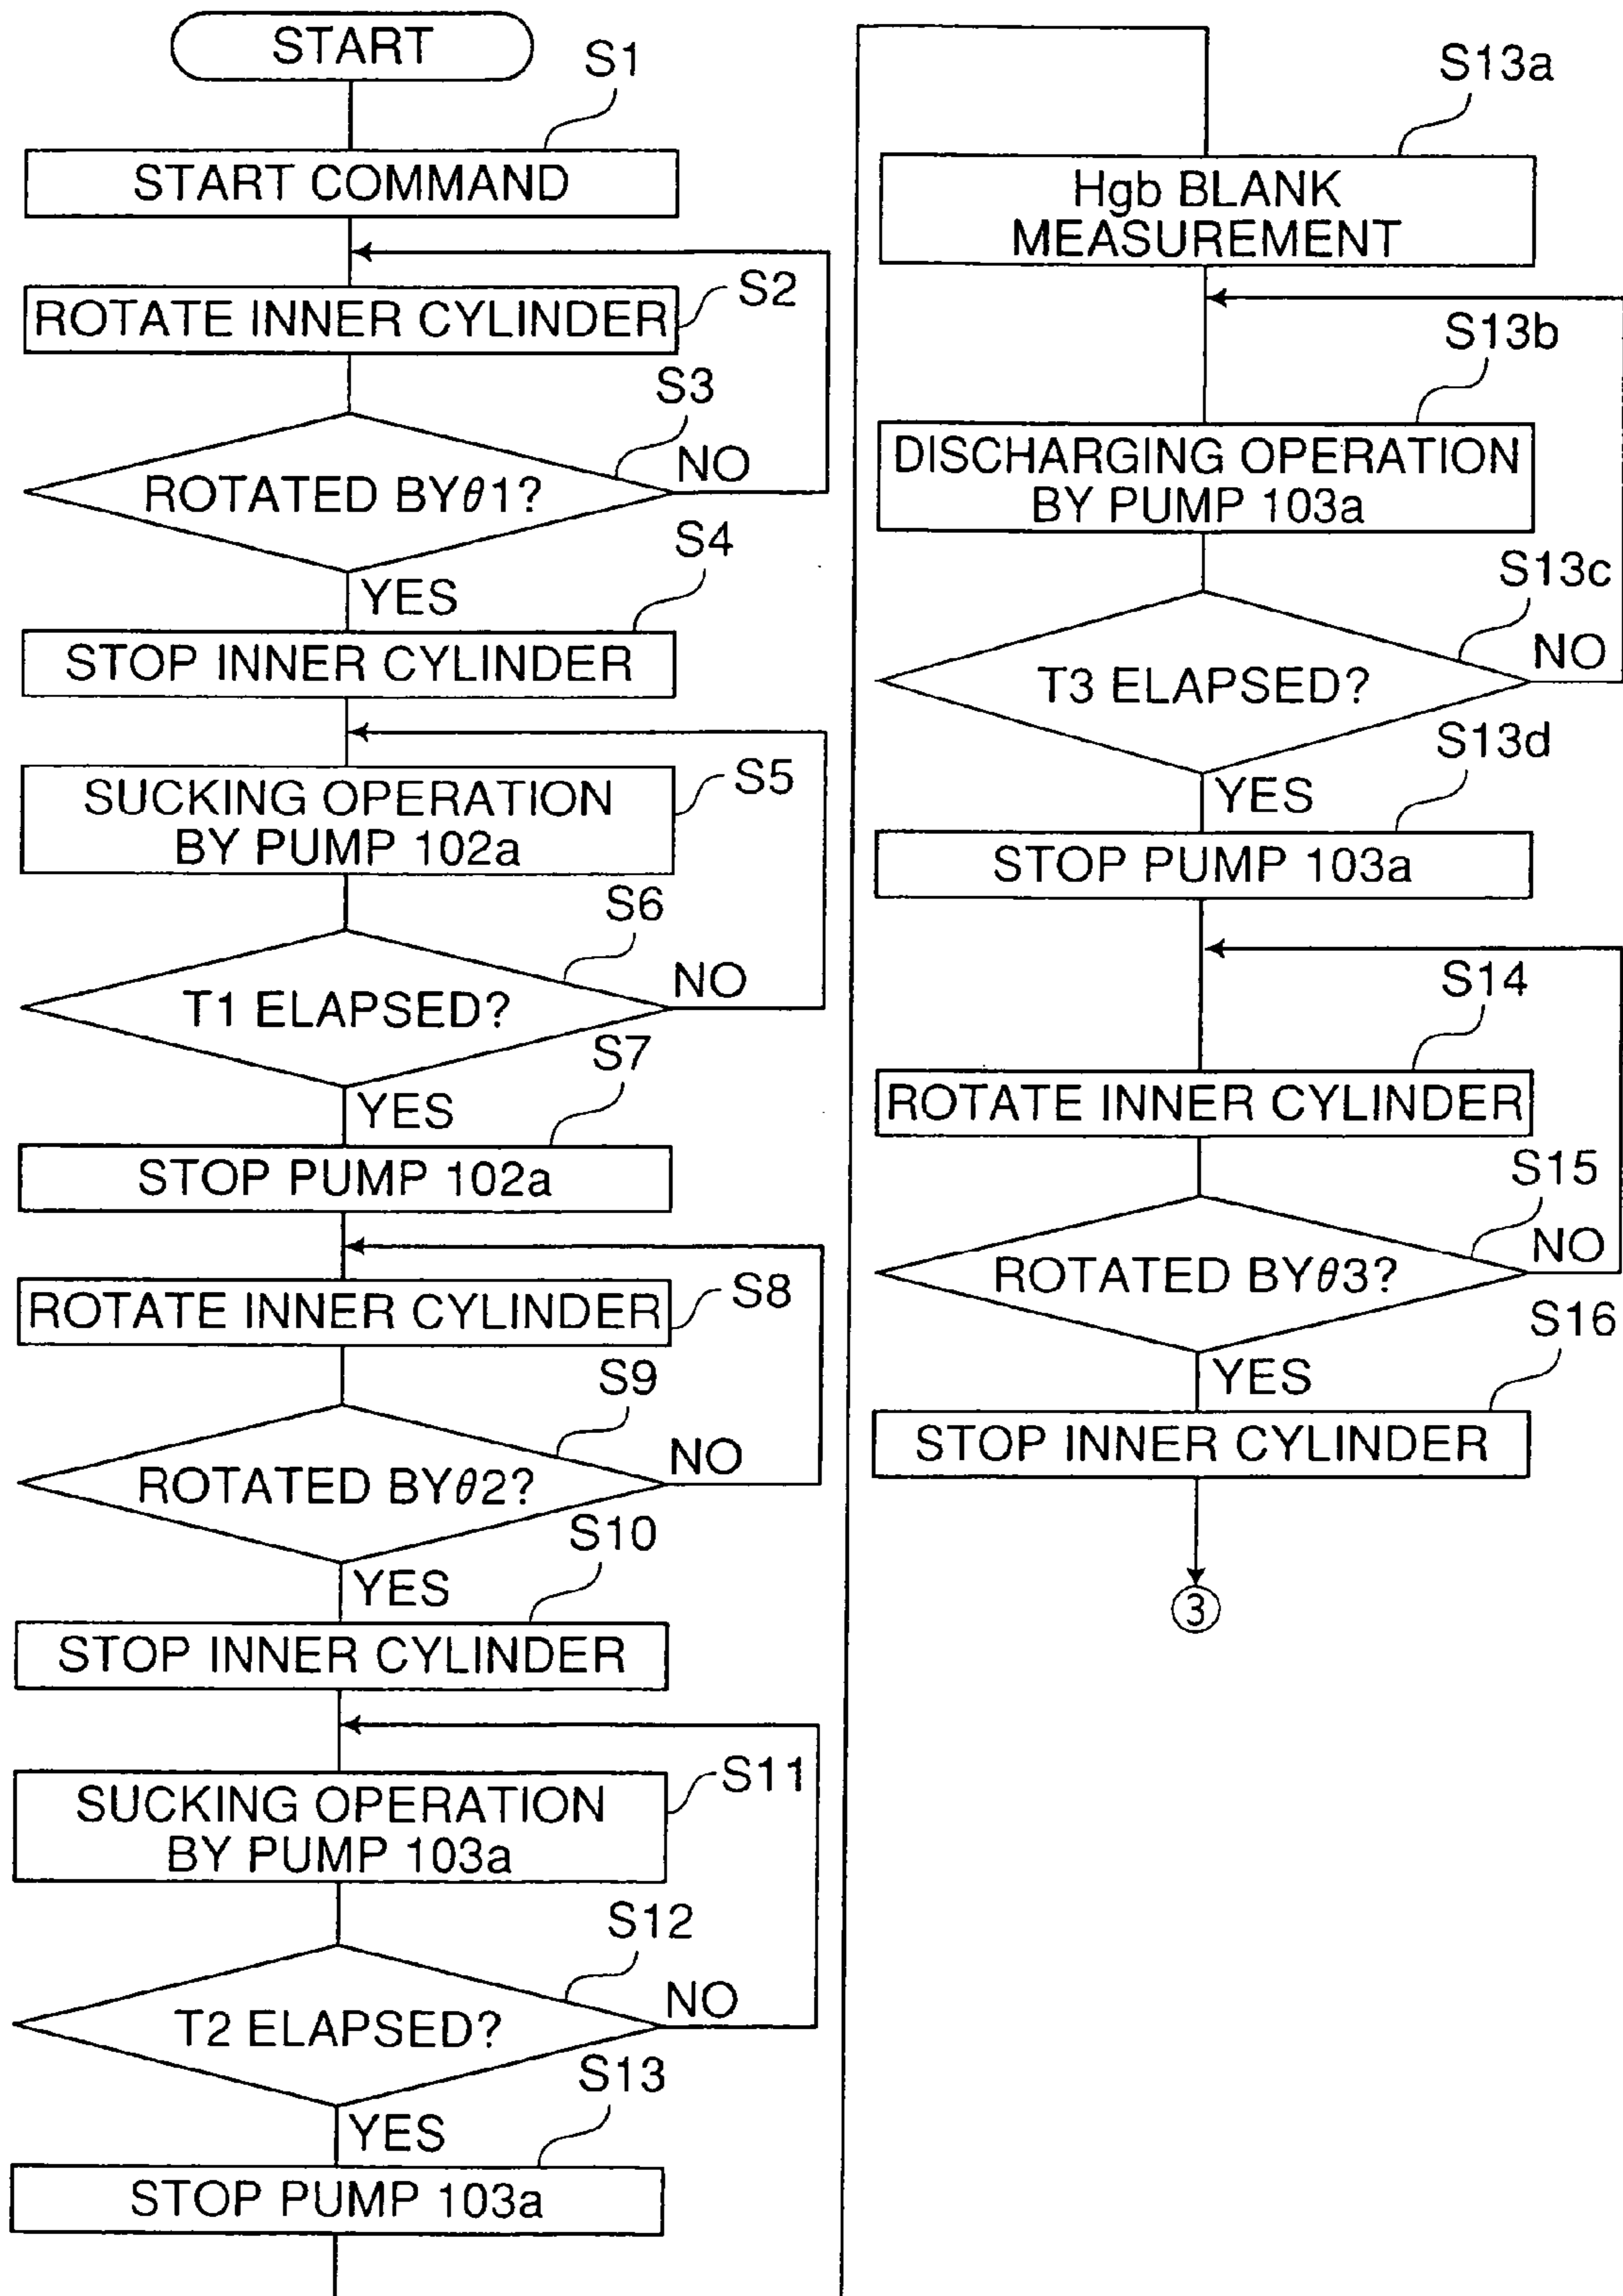 START
S1
START COMMAND
S2
ROTATE INNER CYLINDER
S3
ROTATED BYθ1?
NO
S4
YES
STOP INNER CYLINDER
S5
SUCKING OPERATION
BY PUMP 102a
S6
T1 ELAPSED?
NO
S7
YES
STOP PUMP 102a
S8
ROTATE INNER CYLINDER
S9
ROTATED BYθ2?
NO
S10
YES
STOP INNER CYLINDER
S11
SUCKING OPERATION
BY PUMP 103a
S12
T2 ELAPSED?
NO
S13
YES
STOP PUMP 103a
S13a
Hgb BLANK
MEASUREMENT
S13b
DISCHARGING OPERATION
BY PUMP 103a
S13c
T3 ELAPSED?
NO
S13d
YES
STOP PUMP 103a
S14
ROTATE INNER CYLINDER
S15
ROTATED BYθ3?
NO
S16
YES
STOP INNER CYLINDER
③